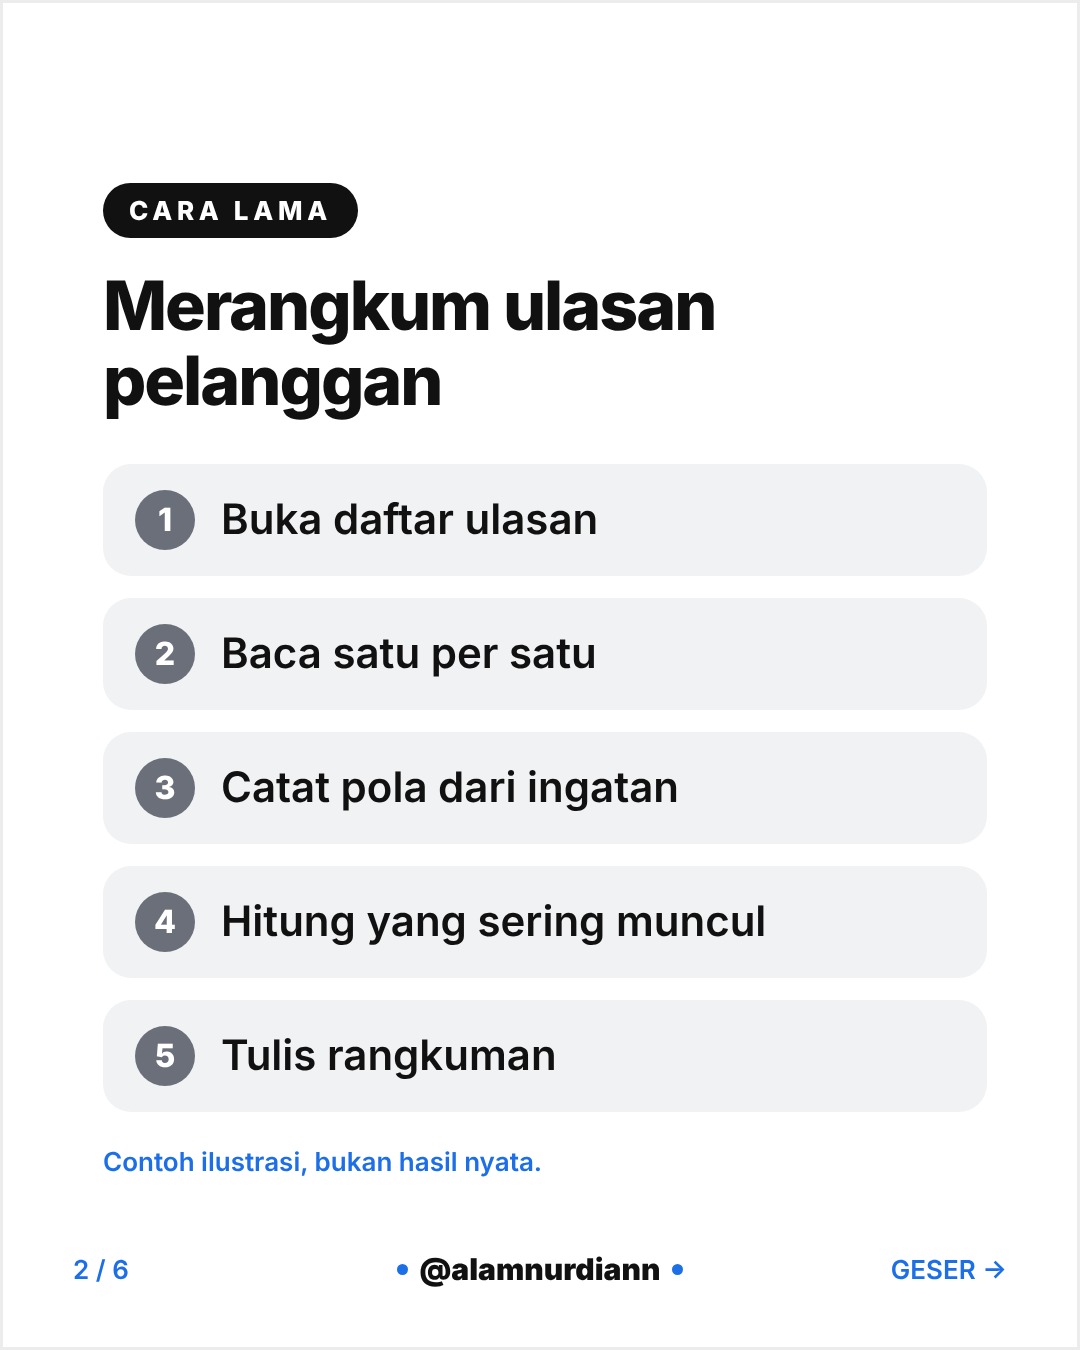 CARA LAMA
Merangkum ulasan
pelanggan
1 Buka daftar ulasan
2 Baca satu per satu
3 Catat pola dari ingatan
4 Hitung yang sering muncul
5 Tulis rangkuman
Contoh ilustrasi, bukan hasil nyata.
2 / 6 • @alamnurdiann • GESER →